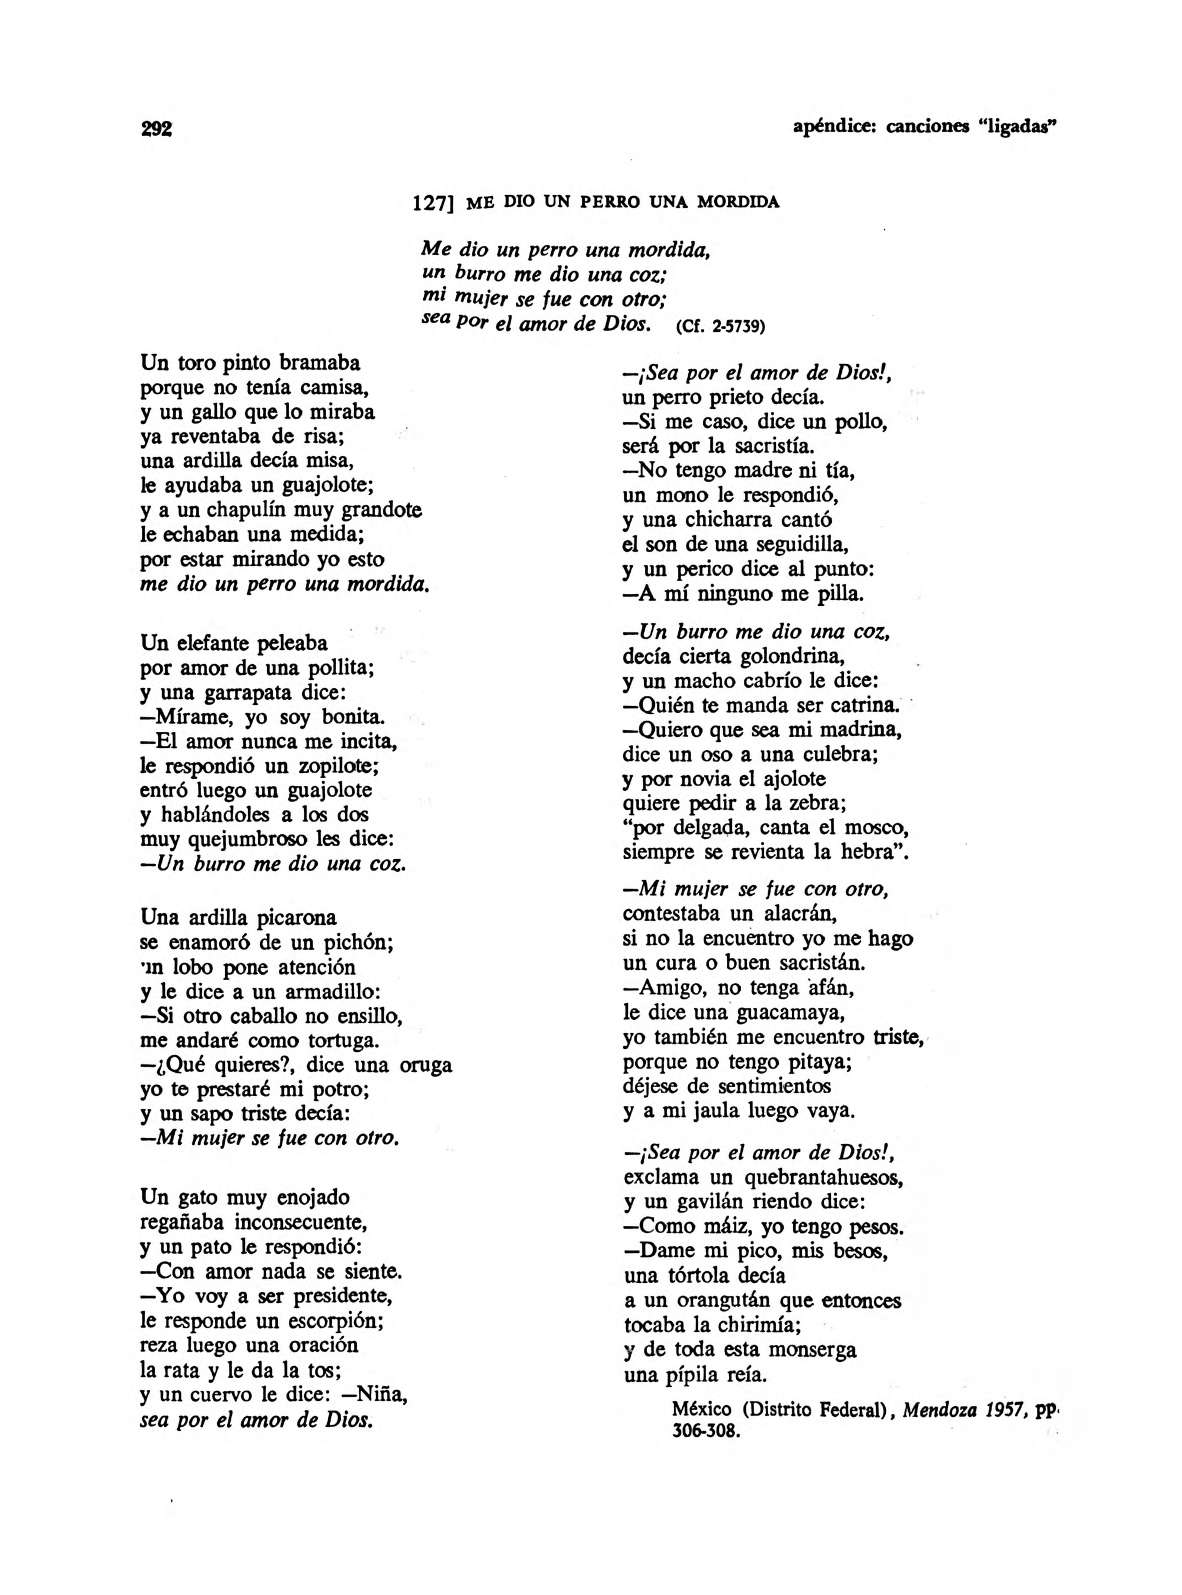 292
apéndice: canciones “ligadas”
127] ME DIO UN PERRO UNA MORDIDA
Me dio un perro una mordida,
un burro me dio una coz;
mi mujer se fue con otro;
sea por el amor de Dios. (Cf. 2-5739)
Un toro pinto bramaba
porque no tenía camisa,
y un gallo que lo miraba
ya reventaba de risa;
una ardilla decía misa,
le ayudaba un guajolote;
y a un chapulín muy grandote
le echaban una medida;
por estar mirando yo esto
me dio un perro una mordida.
Un elefante peleaba
por amor de una pollita;
y una garrapata dice:
—Mírame, yo soy bonita.
—El amor nunca me incita,
le respondió un zopilote;
entró luego un guajolote
y hablándoles a los dos
muy quejumbroso les dice:
—Un burro me dio una coz.
Una ardilla picarona
se enamoró de un pichón;
un lobo pone atención
y le dice a un armadillo:
—Si otro caballo no ensillo,
me andaré como tortuga.
—¿Qué quieres?, dice una oruga
yo te prestaré mi potro;
y un sapo triste decía:
—Mi mujer se fue con otro.
Un gato muy enojado
regañaba inconsecuente,
y un pato le respondió:
—Con amor nada se siente.
—Yo voy a ser presidente,
le responde un escorpión;
reza luego una oración
la rata y le da la tos;
y un cuervo le dice: —Niña,
sea por el amor de Dios.
—¡Sea por el amor de Dios!,
un perro prieto decía.
—Si me caso, dice un pollo,
será por la sacristía.
—No tengo madre ni tía,
un mono le respondió,
y una chicharra cantó
el son de una seguidilla,
y un perico dice al punto:
—A mí ninguno me pilla.
—Un burro me dio una coz,
decía cierta golondrina,
y un macho cabrío le dice:
—Quién te manda ser catrina.
—Quiero que sea mi madrina,
dice un oso a una culebra;
y por novia el ajolote
quiere pedir a la zebra;
“por delgada, canta el mosco,
siempre se revienta la hebra”.
—Mi mujer se fue con otro,
contestaba un alacrán,
si no la encuentro yo me hago
un cura o buen sacristán.
—Amigo, no tenga afán,
le dice una guacamaya,
yo también me encuentro triste,
porque no tengo pitaya;
déjese de sentimientos
y a mi jaula luego vaya.
—¡Sea por el amor de Dios!,
exclama un quebrantahuesos,
y un gavilán riendo dice:
—Como máiz, yo tengo pesos.
—Dame mi pico, mis besos,
una tórtola decía
a un orangután que entonces
tocaba la chirimía;
y de toda esta monserga
una pípila reía.
México (Distrito Federal), Mendoza 1957, pp.
306-308.